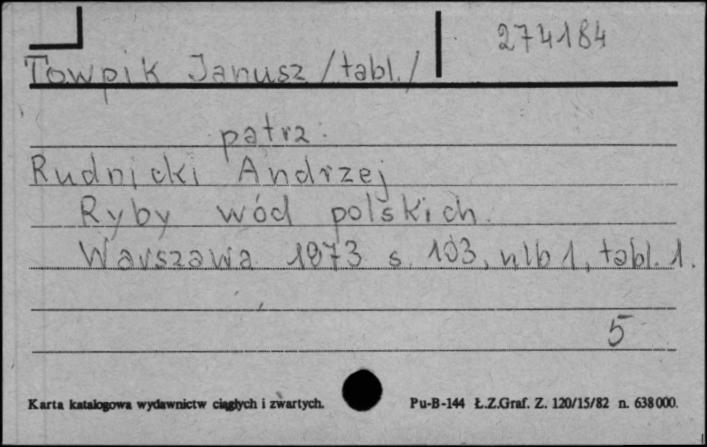 274184
Towpik Janusz /tabl./
patrz:
Rudnicki Andrzej
Ryby wód polskich.
Warszawa 1973 s. 103, nlb 1, tabl. 1.
5
Karta katalogowa wydawnictw ciągłych i zwartych. Pu-B-144 Ł.Z.Graf. Z. 120/15/82 n. 638000.